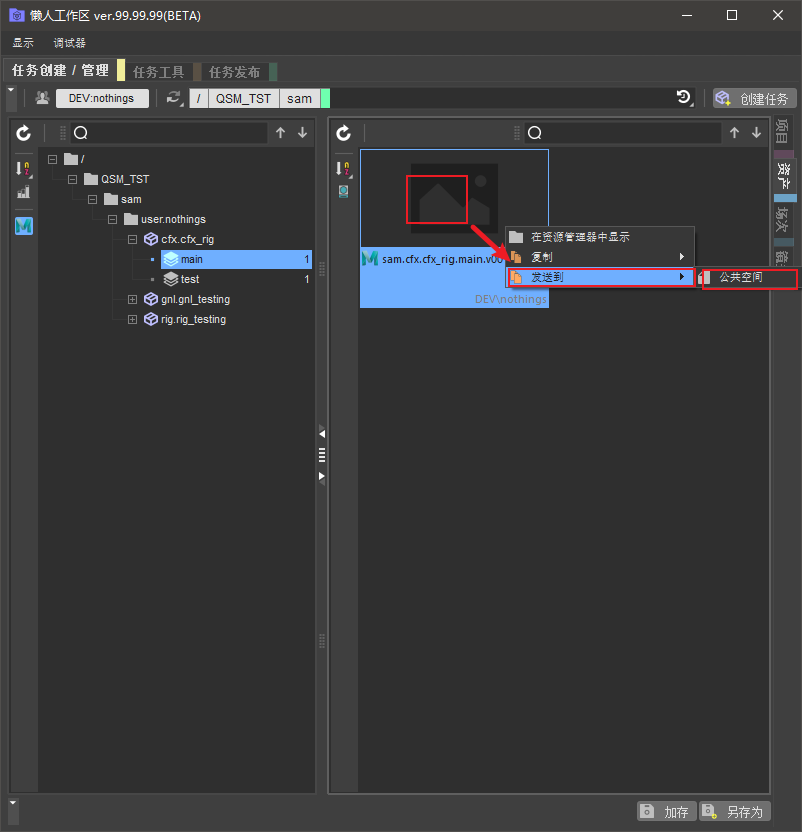 懒人工作区 ver.99.99.99(BETA)
显示 调试器
任务创建 / 管理 任务工具 任务发布
DEV:nothings / QSM_TST sam 创建任务
/
QSM_TST
sam
user.nothings
cfx.cfx_rig
main 1
test 1
gnl.gnl_testing
rig.rig_testing
sam.cfx.cfx_rig.main.v00
DEV\nothings
在资源管理器中显示
复制
发送到
公共空间
项目
资产
场次
加存 另存为